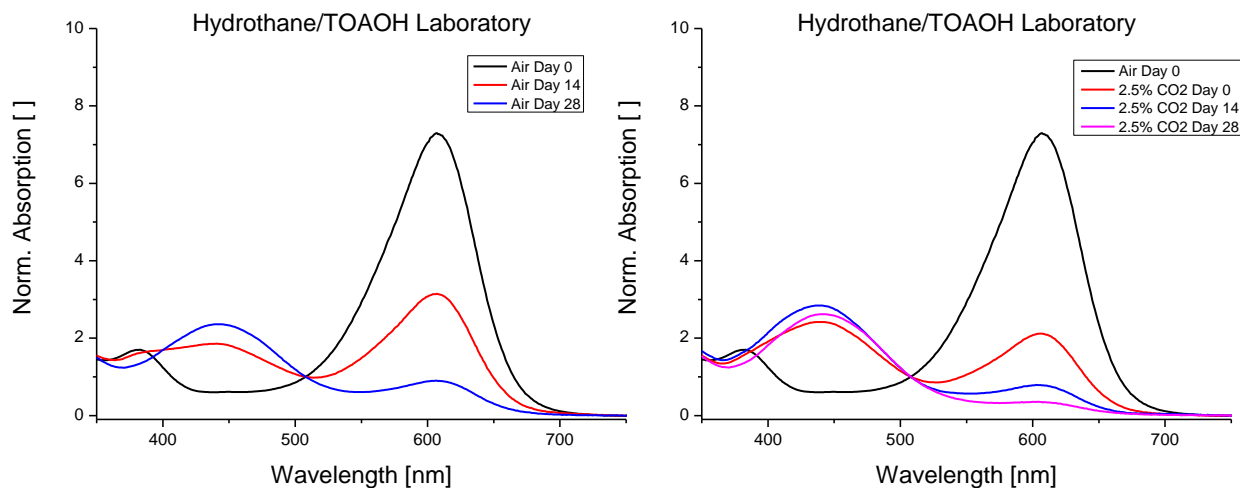 Hydrothane/TOAOH Laboratory
10
8
6
4
2
0
Norm. Absorption [ ]
Air Day 0
Air Day 14
Air Day 28
400
500
600
700
Wavelength [nm]
Hydrothane/TOAOH Laboratory
10
8
6
4
2
0
Norm. Absorption [ ]
Air Day 0
2.5% CO2 Day 0
2.5% CO2 Day 14
2.5% CO2 Day 28
400
500
600
700
Wavelength [nm]